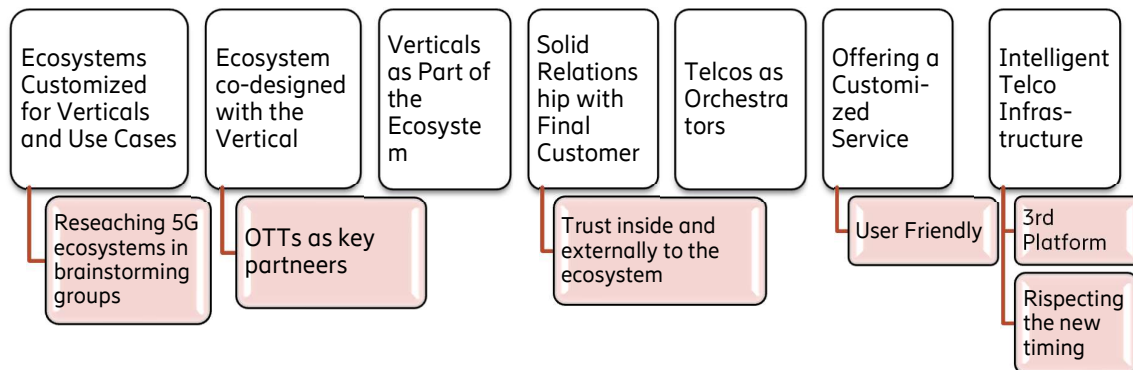 Ecosystems
Customized
for Verticals
and Use Cases
Reseaching 5G
ecosystems in
brainstorming
groups
Ecosystem
co-designed
with the
Vertical
OTTs as key
partneers
Verticals
as Part of
the
Ecosyste
m
Solid
Relations
hip with
Final
Customer
Trust inside and
externally to the
ecosystem
Telcos as
Orchestra
tors
Offering a
Customi-
zed
Service
User Friendly
Intelligent
Telco
Infras-
tructure
3rd
Platform
Rispecting
the new
timing